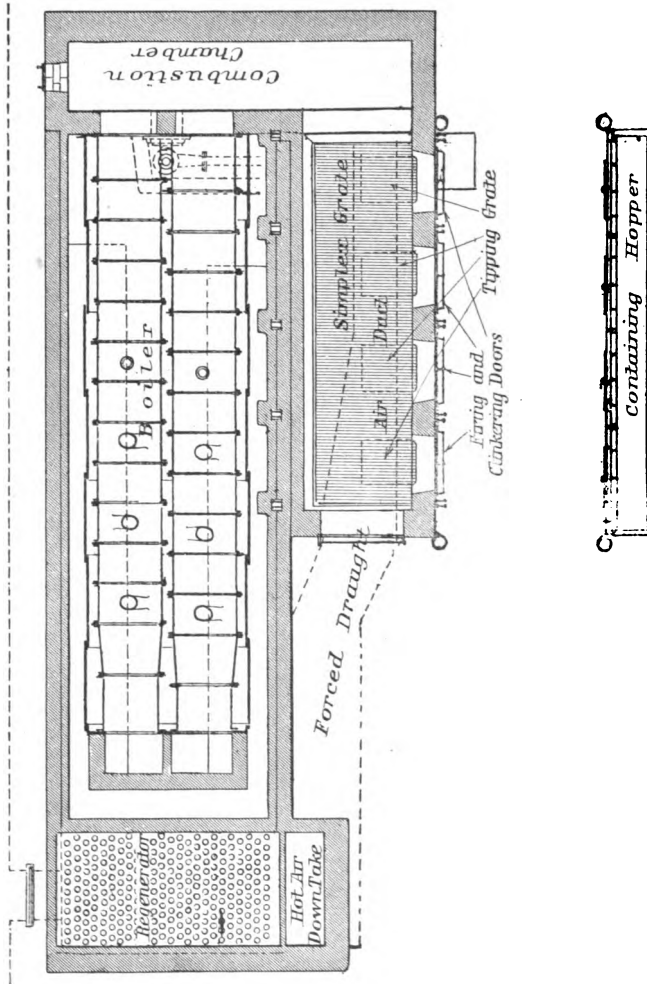 Combustion
Chamber
Simplex Grate
Air Duct
Tipping Grate
Firing and
Clinkering Doors
Boiler
Containing Hopper
Forced Draught
Regenerator
Hot Air
Down Take